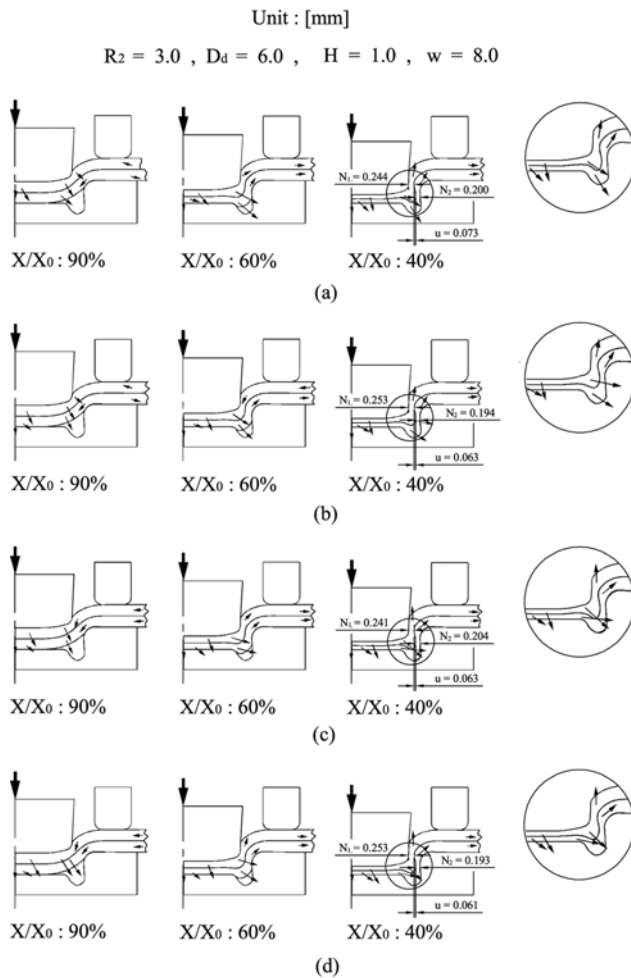 Unit : [mm]
R2 = 3.0 , Dd = 6.0 , H = 1.0 , w = 8.0
N1 = 0.244
N2 = 0.200
u = 0.073
X/X0 : 90%
X/X0 : 60%
X/X0 : 40%
(a)
N1 = 0.253
N2 = 0.194
u = 0.063
X/X0 : 90%
X/X0 : 60%
X/X0 : 40%
(b)
N1 = 0.241
N2 = 0.204
u = 0.063
X/X0 : 90%
X/X0 : 60%
X/X0 : 40%
(c)
N1 = 0.253
N2 = 0.193
u = 0.061
X/X0 : 90%
X/X0 : 60%
X/X0 : 40%
(d)